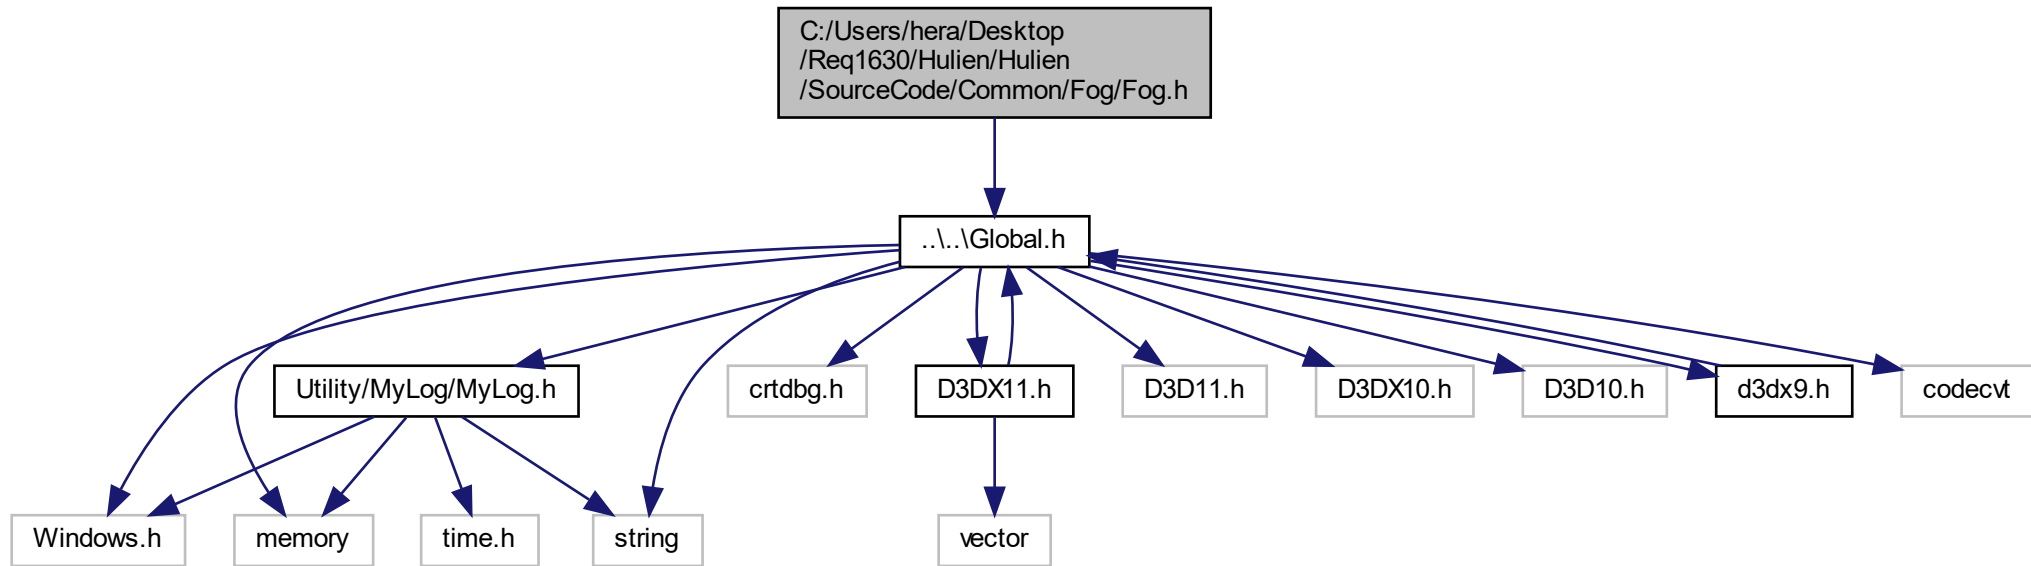 C:/Users/hera/Desktop
/Req1630/Hulien/Hulien
/SourceCode/Common/Fog/Fog.h
..\..\Global.h
Utility/MyLog/MyLog.h
crtdbg.h
D3DX11.h
D3D11.h
D3DX10.h
D3D10.h
d3dx9.h
codecvt
Windows.h
memory
time.h
string
vector